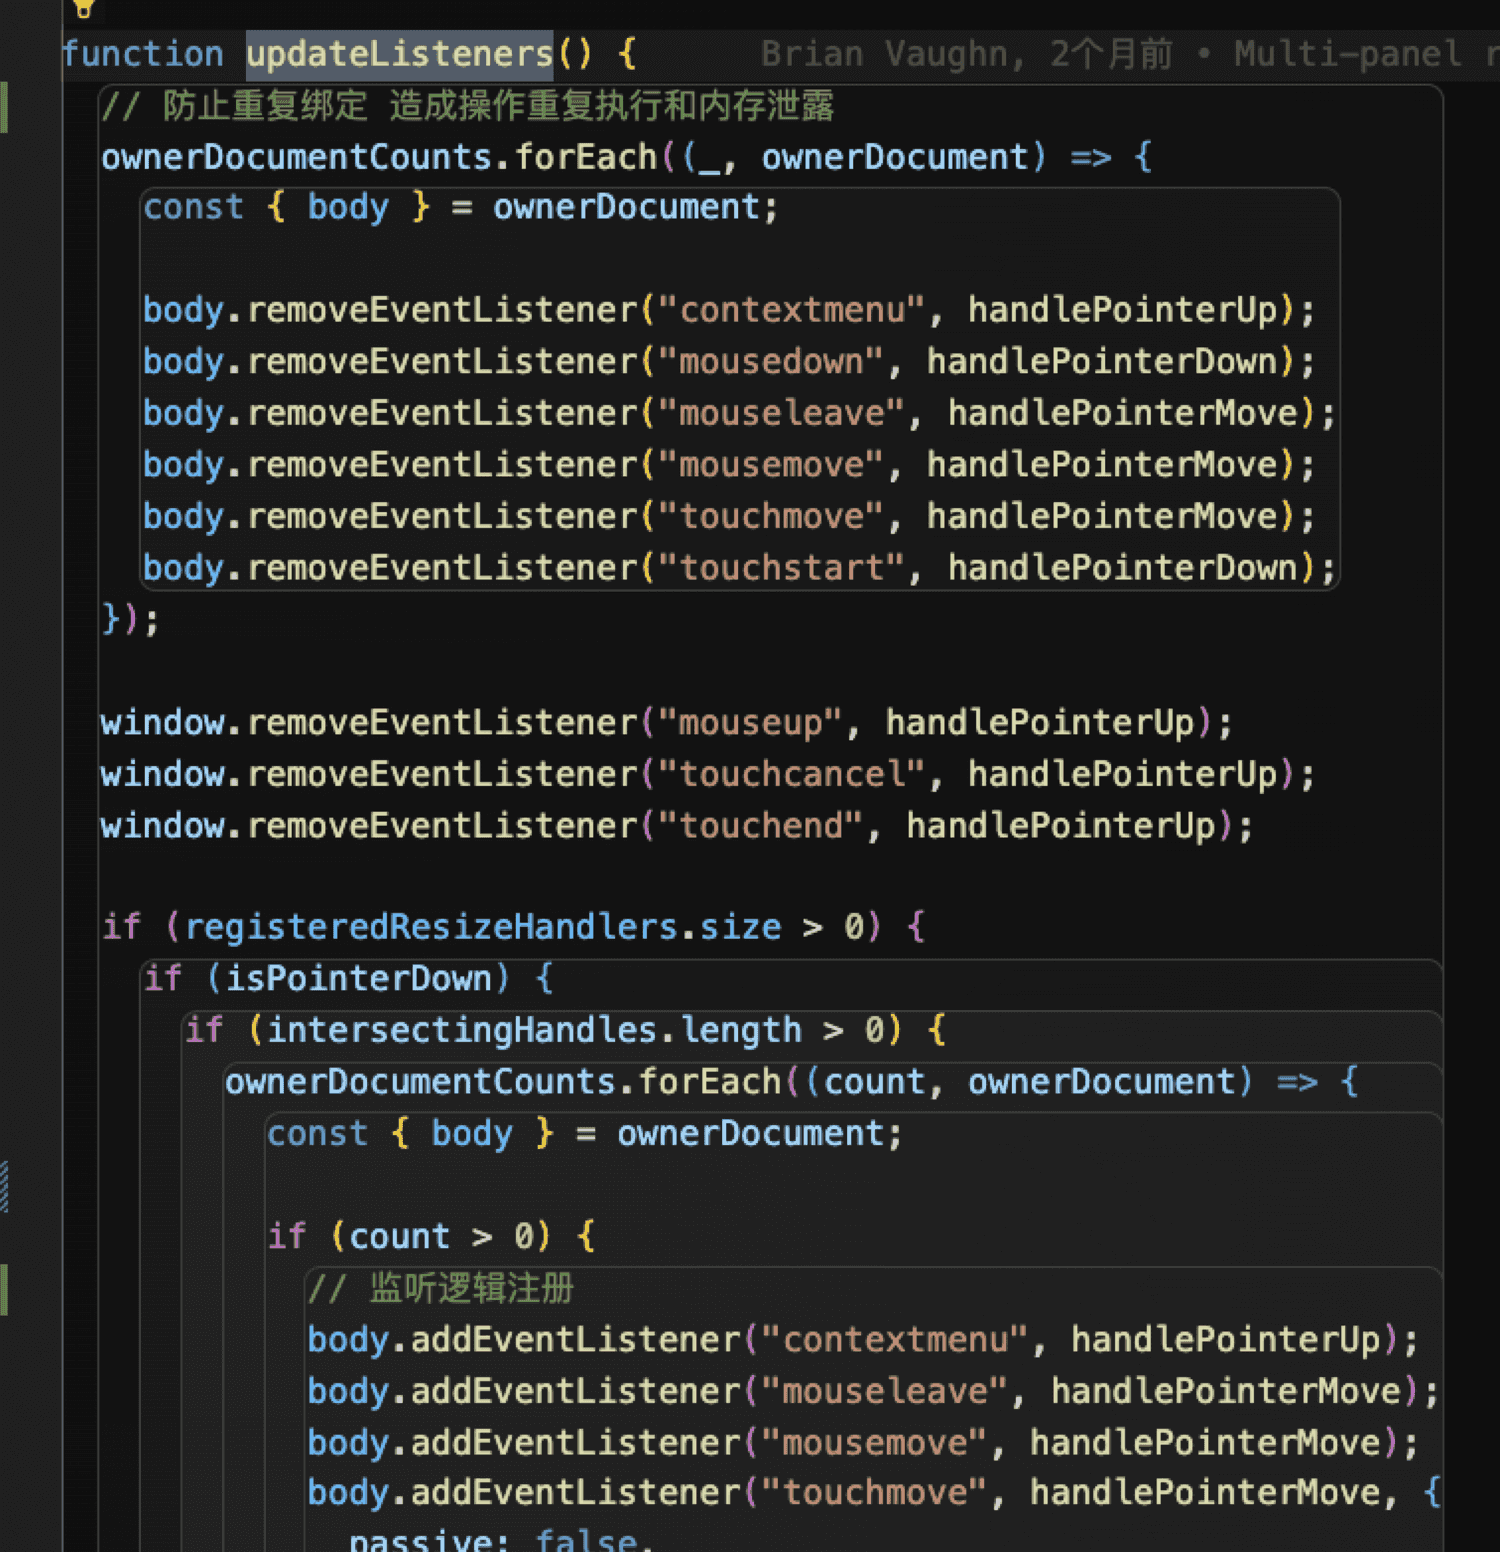 function updateListeners() {      Brian Vaughn, 2个月前 • Multi-panel r
  // 防止重复绑定 造成操作重复执行和内存泄露
  ownerDocumentCounts.forEach((_, ownerDocument) => {
    const { body } = ownerDocument;

    body.removeEventListener("contextmenu", handlePointerUp);
    body.removeEventListener("mousedown", handlePointerDown);
    body.removeEventListener("mouseleave", handlePointerMove);
    body.removeEventListener("mousemove", handlePointerMove);
    body.removeEventListener("touchmove", handlePointerMove);
    body.removeEventListener("touchstart", handlePointerDown);
  });

  window.removeEventListener("mouseup", handlePointerUp);
  window.removeEventListener("touchcancel", handlePointerUp);
  window.removeEventListener("touchend", handlePointerUp);

  if (registeredResizeHandlers.size > 0) {
    if (isPointerDown) {
      if (intersectingHandles.length > 0) {
        ownerDocumentCounts.forEach((count, ownerDocument) => {
          const { body } = ownerDocument;

          if (count > 0) {
            // 监听逻辑注册
            body.addEventListener("contextmenu", handlePointerUp);
            body.addEventListener("mouseleave", handlePointerMove);
            body.addEventListener("mousemove", handlePointerMove);
            body.addEventListener("touchmove", handlePointerMove, {
              passive: false,